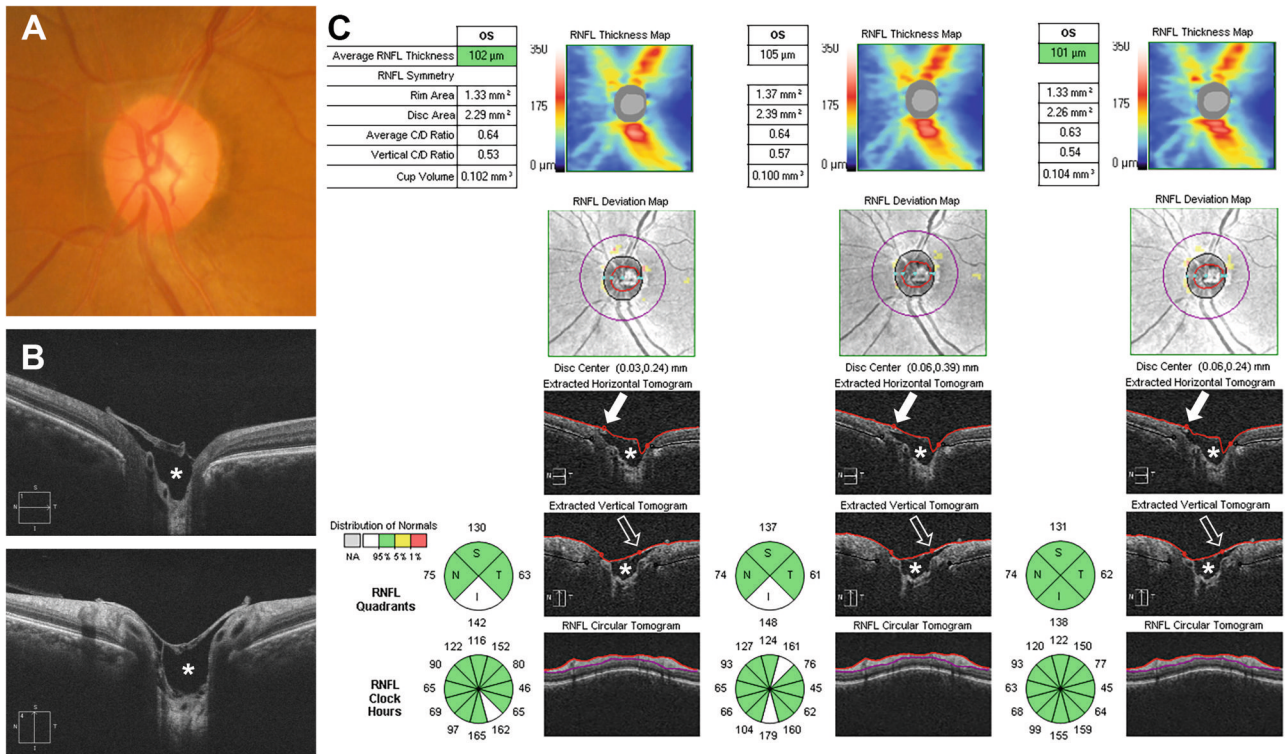 A
B
C
*
1
S
N
T
I
*
4
S
N
T
I
OS
Average RNFL Thickness 102 µm
RNFL Symmetry
Rim Area 1.33 mm²
Disc Area 2.29 mm²
Average C/D Ratio 0.64
Vertical C/D Ratio 0.53
Cup Volume 0.102 mm³
RNFL Thickness Map
350
175
0 µm
RNFL Deviation Map
Disc Center (0.03,0.24) mm
Extracted Horizontal Tomogram
*
N T
Extracted Vertical Tomogram
*
N T
RNFL Circular Tomogram
Distribution of Normals
NA 95% 5% 1%
RNFL
Quadrants
130
S
75 N T 63
I
142
RNFL
Clock
Hours
116
122 152
90 80
65 46
69 65
97 162
165
OS
105 µm
1.37 mm²
2.39 mm²
0.64
0.57
0.100 mm³
RNFL Thickness Map
350
175
0 µm
RNFL Deviation Map
Disc Center (0.06,0.39) mm
Extracted Horizontal Tomogram
*
N T
Extracted Vertical Tomogram
*
N T
RNFL Circular Tomogram
137
S
74 N T 61
I
148
124
127 161
93 76
65 45
66 62
104 160
179
OS
101 µm
1.33 mm²
2.26 mm²
0.63
0.54
0.104 mm³
RNFL Thickness Map
350
175
0 µm
RNFL Deviation Map
Disc Center (0.06,0.24) mm
Extracted Horizontal Tomogram
*
N T
Extracted Vertical Tomogram
*
N T
RNFL Circular Tomogram
131
S
74 N T 62
I
138
122
120 150
93 77
63 45
68 64
99 159
155